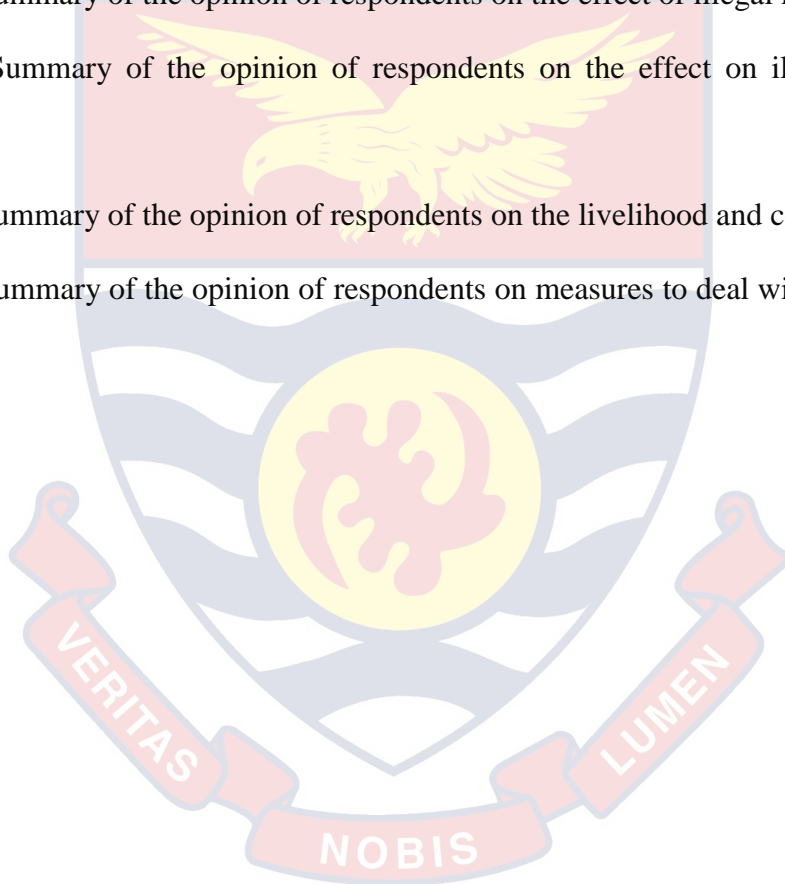 ummary of the opinion of respondents on the effect of illegal
Summary of the opinion of respondents on the effect on il
ummary of the opinion of respondents on the livelihood and c
ummary of the opinion of respondents on measures to deal wi
VERITAS
NOBIS
LUMEN